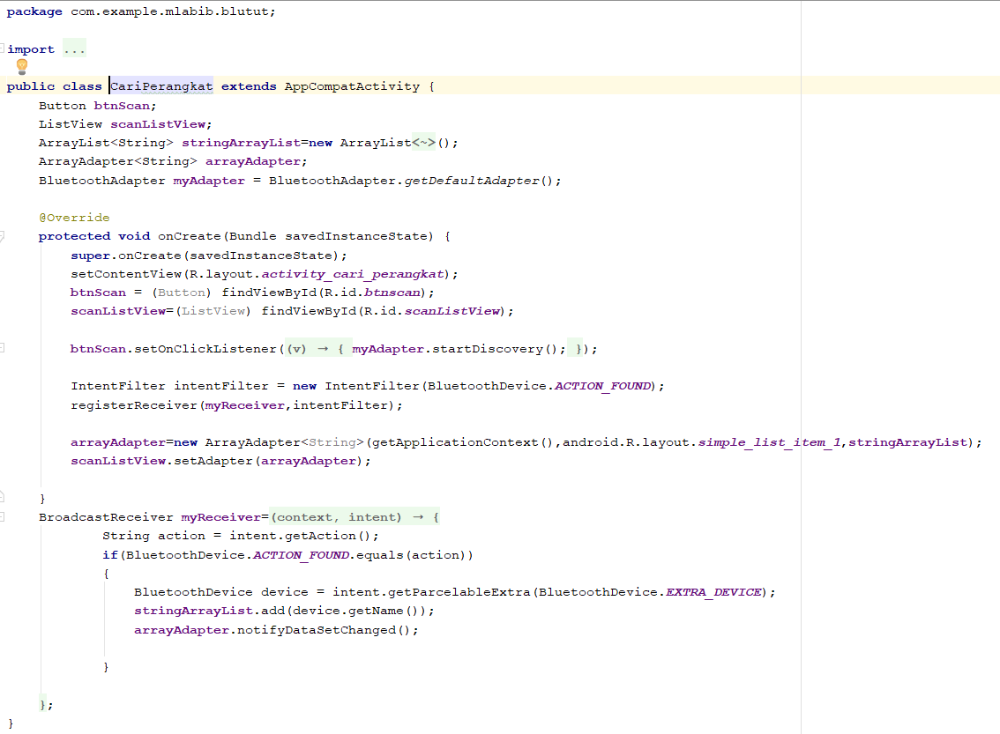 package com.example.mlabib.blutut;
import ...
public class CariPerangkat extends AppCompatActivity {
Button btnScan;
ListView scanListView;
ArrayList<String> stringArrayList=new ArrayList<~>();
ArrayAdapter<String> arrayAdapter;
BluetoothAdapter myAdapter = BluetoothAdapter.getDefaultAdapter();
@Override
protected void onCreate(Bundle savedInstanceState) {
super.onCreate(savedInstanceState);
setContentView(R.layout.activity_cari_perangkat);
btnScan = (Button) findViewById(R.id.btnscan);
scanListView=(ListView) findViewById(R.id.scanListView);
btnScan.setOnClickListener((v) → { myAdapter.startDiscovery(); });
IntentFilter intentFilter = new IntentFilter(BluetoothDevice.ACTION_FOUND);
registerReceiver(myReceiver,intentFilter);
arrayAdapter=new ArrayAdapter<String>(getApplicationContext(),android.R.layout.simple_list_item_1,stringArrayList);
scanListView.setAdapter(arrayAdapter);
}
BroadcastReceiver myReceiver=(context, intent) → {
String action = intent.getAction();
if(BluetoothDevice.ACTION_FOUND.equals(action))
{
BluetoothDevice device = intent.getParcelableExtra(BluetoothDevice.EXTRA_DEVICE);
stringArrayList.add(device.getName());
arrayAdapter.notifyDataSetChanged();
}
};
}